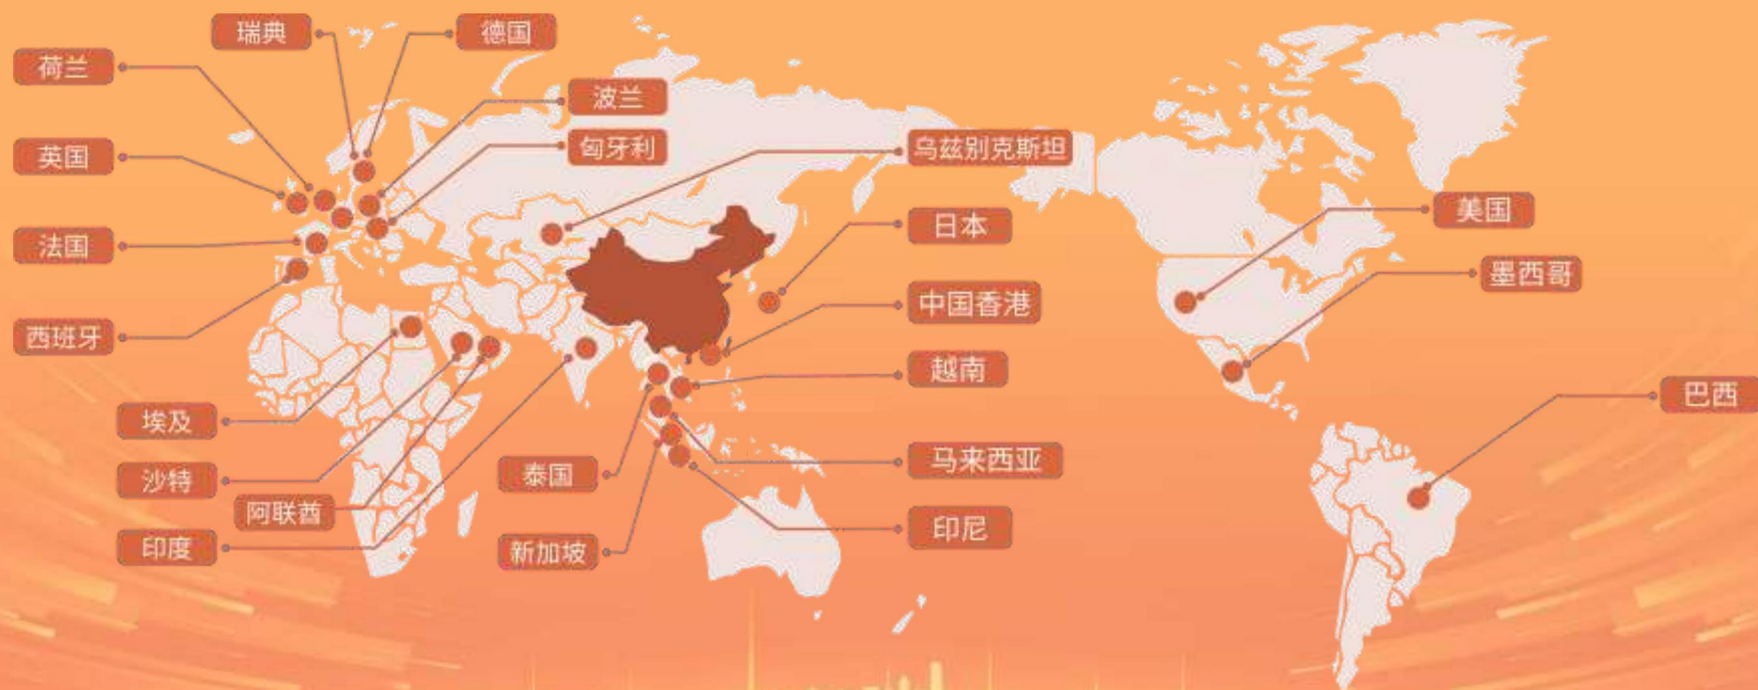 瑞典
德国
荷兰
波兰
匈牙利
英国
乌兹别克斯坦
美国
日本
法国
墨西哥
中国香港
西班牙
越南
巴西
埃及
马来西亚
沙特
泰国
阿联酋
印尼
印度
新加坡